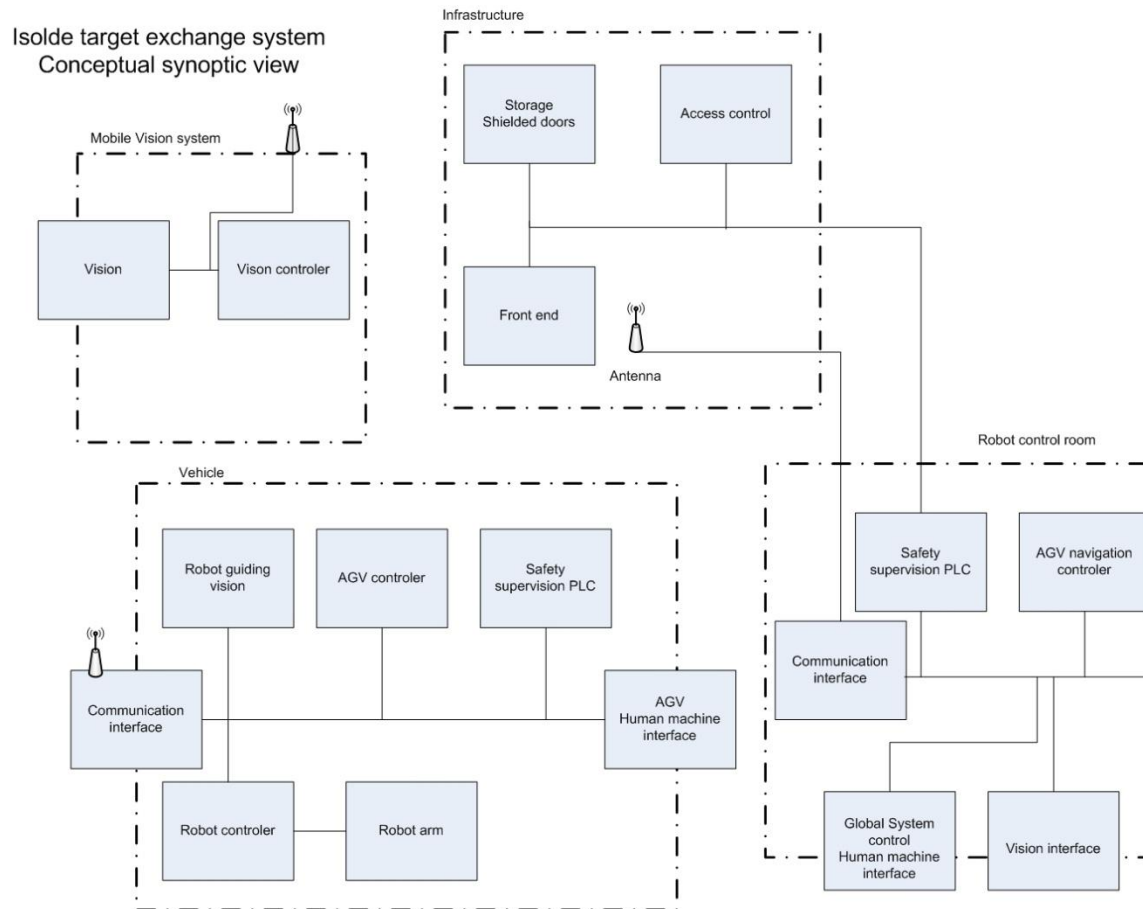 Isolde target exchange system
Conceptual synoptic view
Infrastructure
Storage
Shielded doors
Access control
Front end
Antenna
Mobile Vision system
Vision
Vison controler
Vehicle
Robot guiding
vision
AGV controler
Safety
supervision PLC
Communication
interface
AGV
Human machine
interface
Robot controler
Robot arm
Robot control room
Safety
supervision PLC
AGV navigation
controler
Communication
interface
Global System
control
Human machine
interface
Vision interface